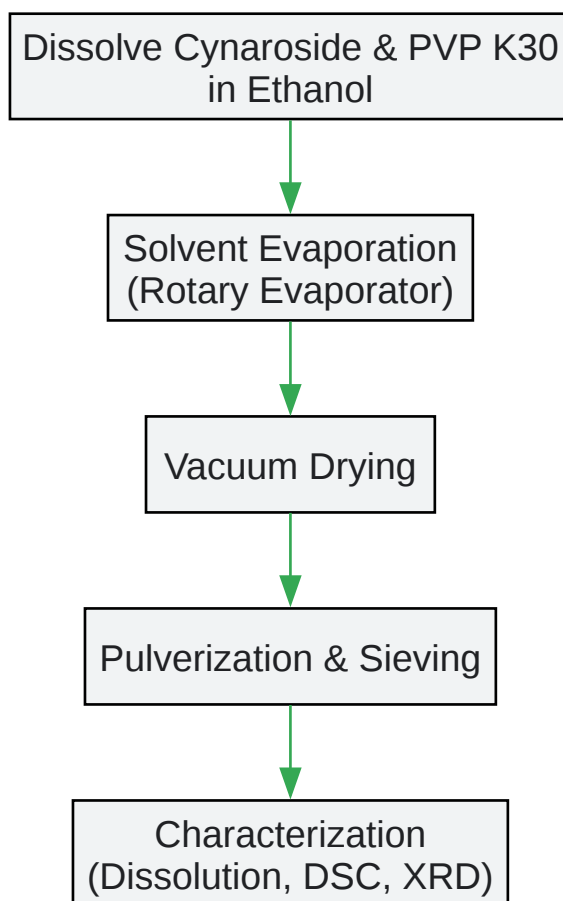 Dissolve Cynaroside & PVP K30
in Ethanol
Solvent Evaporation
(Rotary Evaporator)
Vacuum Drying
Pulverization & Sieving
Characterization
(Dissolution, DSC, XRD)